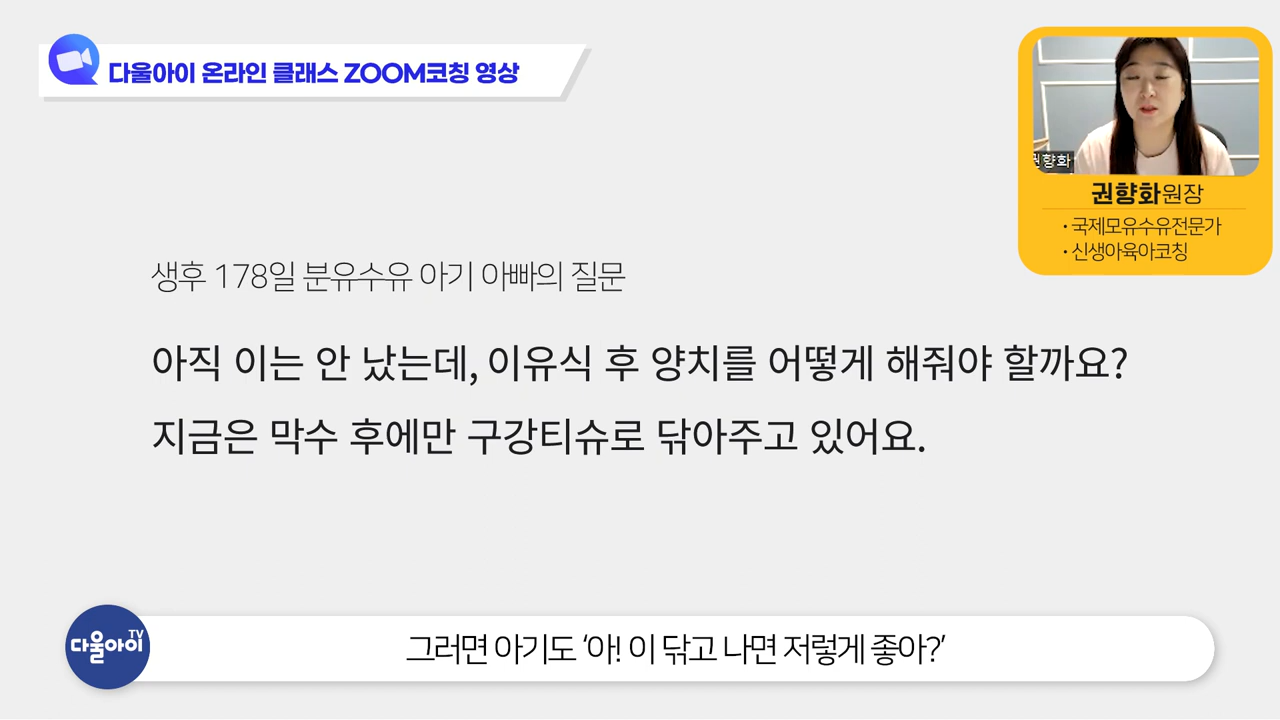 다울아이 온라인 클래스 ZOOM코칭 영상
권향화
권향화원장
· 국제모유수유전문가
· 신생아육아코칭
생후 178일 분유수유 아기 아빠의 질문
아직 이는 안 났는데, 이유식 후 양치를 어떻게 해줘야 할까요?
지금은 막수 후에만 구강티슈로 닦아주고 있어요.
다울아이 TV
그러면 아기도 ‘아! 이 닦고 나면 저렇게 좋아?’